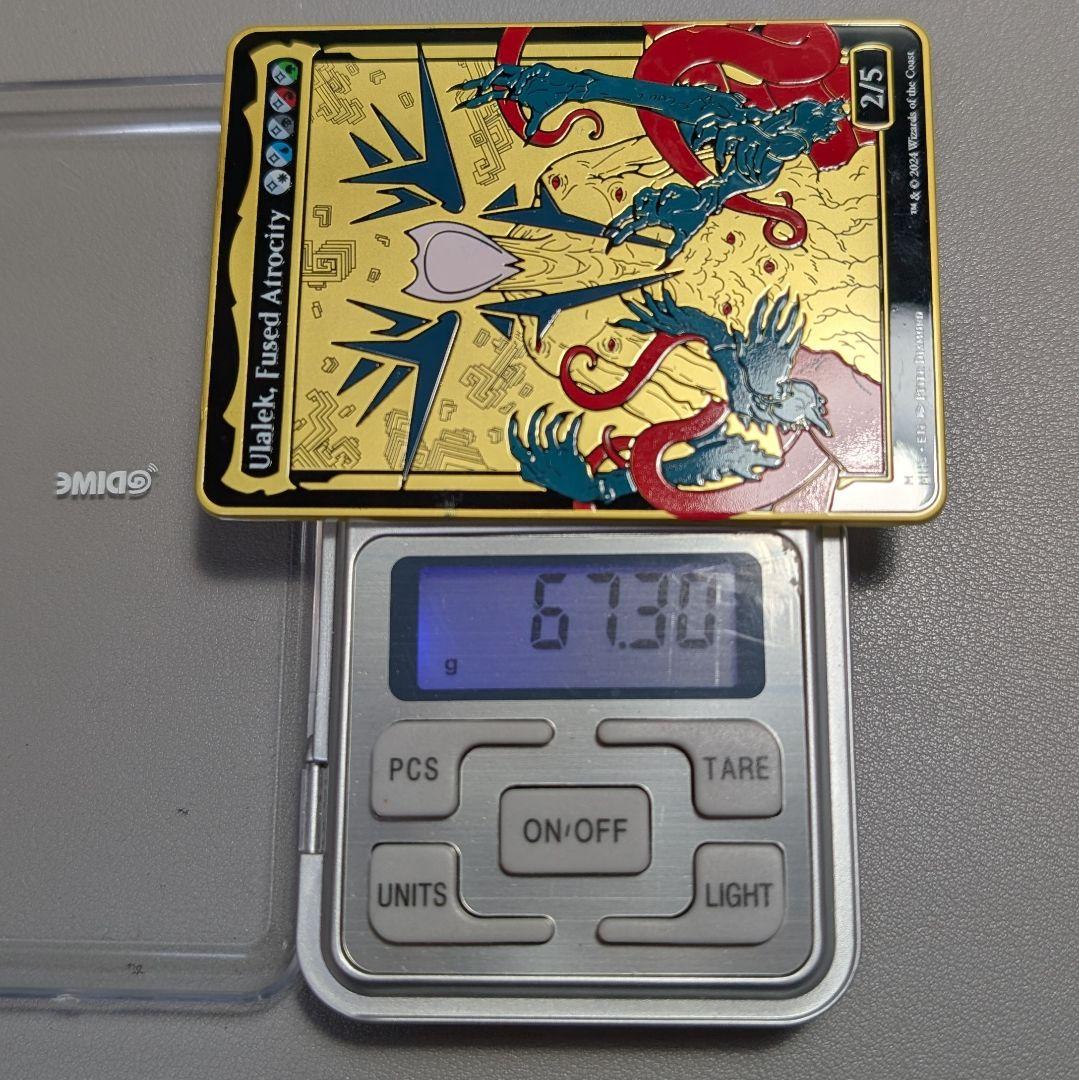 Ulalek, Fused Atrocity
2/5
™ & © 2024 Wizards of the Coast
DIME
67.30
g
PCS
TARE
ON/OFF
UNITS
LIGHT